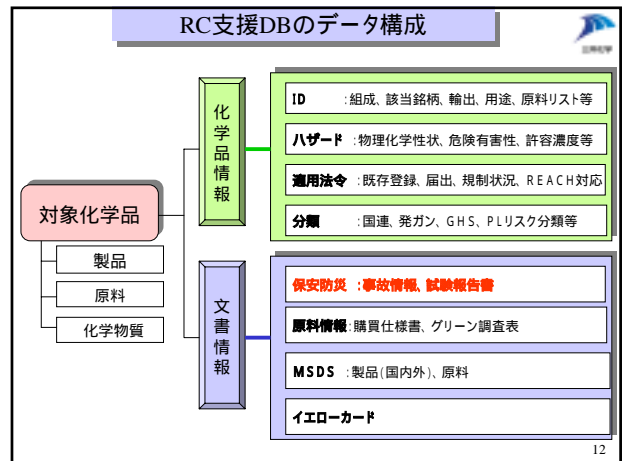 RC支援DBのデータ構成
三井化学
対象化学品
製品
原料
化学物質
化学品情報
ID :組成、該当銘柄、輸出、用途、原料リスト等
ハザード :物理化学性状、危険有害性、許容濃度等
適用法令 :既存登録、届出、規制状況、REACH対応
分類 :国連、発ガン、GHS、PLリスク分類等
文書情報
保安防災 :事故情報、試験報告書
原料情報:購買仕様書、グリーン調査表
MSDS :製品(国内外)、原料
イエローカード
12